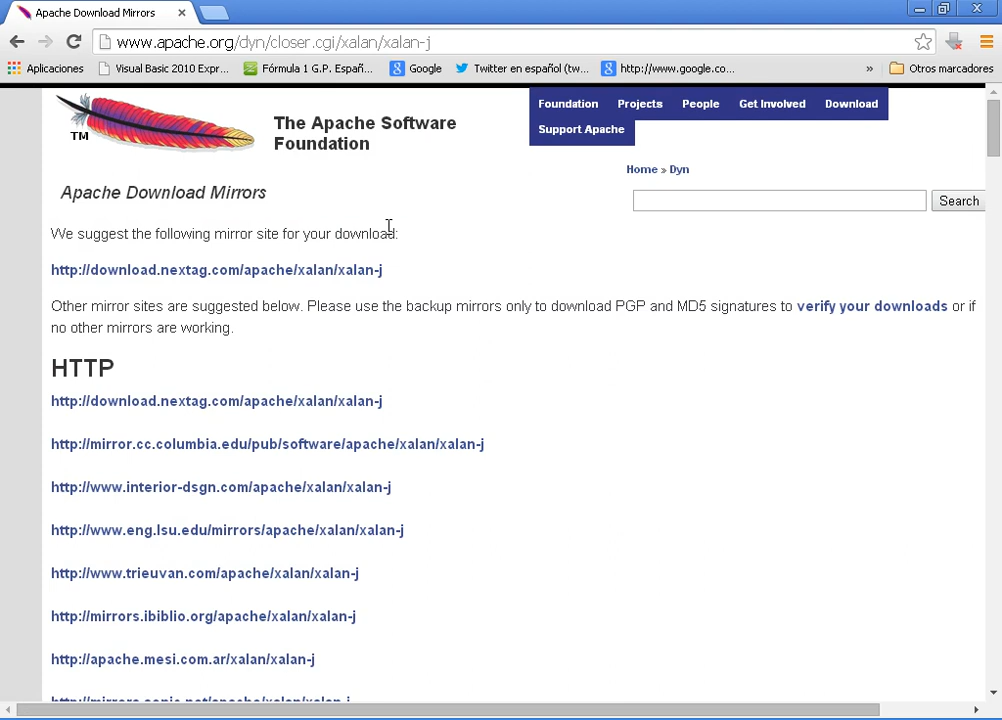 Apache Download Mirrors
www.apache.org/dyn/closer.cgi/xalan/xalan-j
Aplicaciones
Visual Basic 2010 Expr...
Fórmula 1 G.P. Españ...
Google
Twitter en español (tw...
http://www.google.co...
»
Otros marcadores
TM
The Apache Software
Foundation
Foundation Projects People Get Involved Download
Support Apache
Home » Dyn
Apache Download Mirrors
Search
We suggest the following mirror site for your download:
http://download.nextag.com/apache/xalan/xalan-j
Other mirror sites are suggested below. Please use the backup mirrors only to download PGP and MD5 signatures to verify your downloads or if
no other mirrors are working.
HTTP
http://download.nextag.com/apache/xalan/xalan-j
http://mirror.cc.columbia.edu/pub/software/apache/xalan/xalan-j
http://www.interior-dsgn.com/apache/xalan/xalan-j
http://www.eng.lsu.edu/mirrors/apache/xalan/xalan-j
http://www.trieuvan.com/apache/xalan/xalan-j
http://mirrors.ibiblio.org/apache/xalan/xalan-j
http://apache.mesi.com.ar/xalan/xalan-j